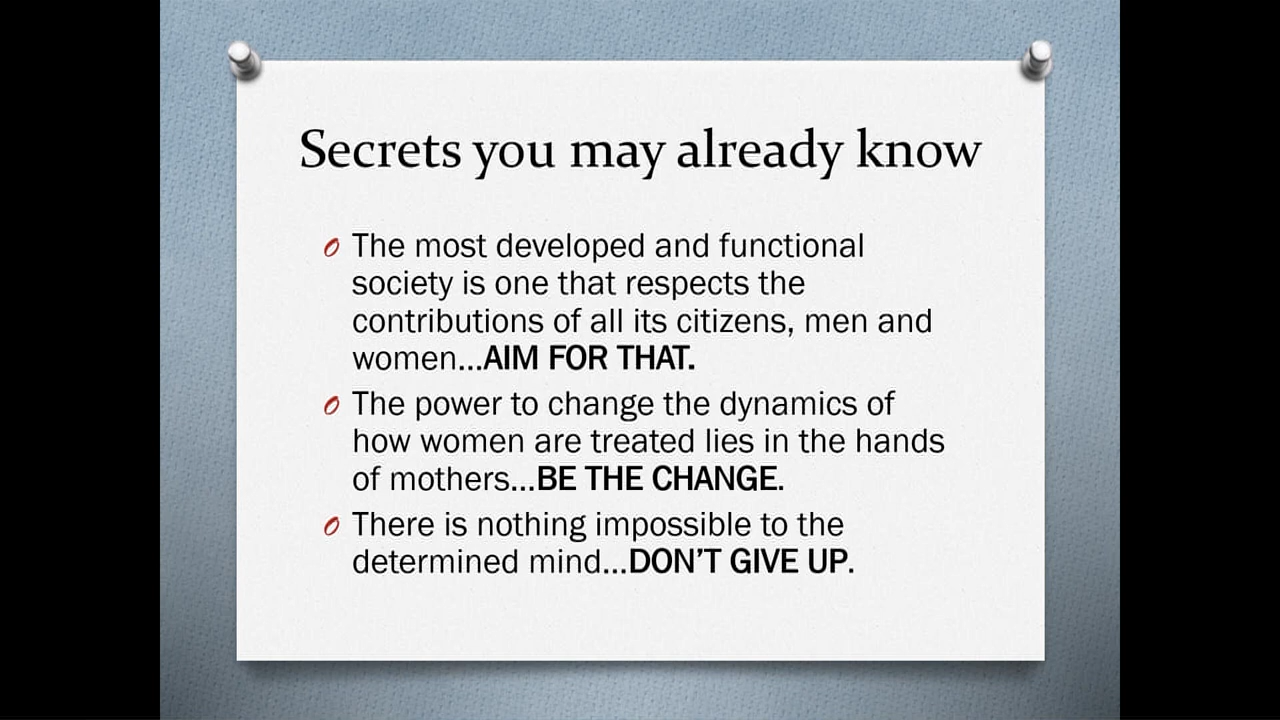 Secrets you may already know
The most developed and functional
society is one that respects the
contributions of all its citizens, men and
women...AIM FOR THAT.
The power to change the dynamics of
how women are treated lies in the hands
of mothers...BE THE CHANGE.
There is nothing impossible to the
determined mind...DON’T GIVE UP.